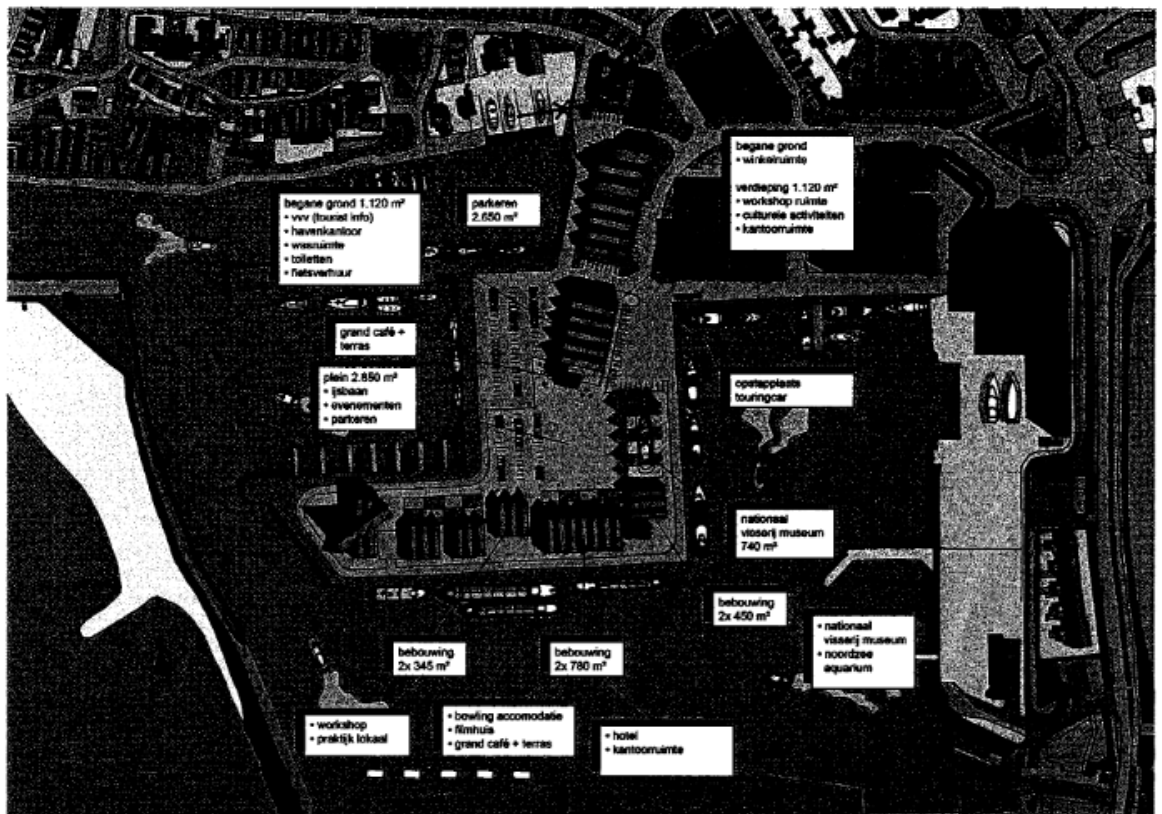 begane grond
• winkelruimte
verdieping 1.120 m²
• workshop ruimte
• culturele activiteiten
• kantoorruimte
begane grond 1.120 m²
• vvv (tourist info)
• havenkantoor
• wasruimte
• toiletten
• fietsverhuur
parkeren
2.650 m²
grand café +
terras
plein 2.850 m²
• ijsbaan
• evenementen
• parkeren
opstapplaats
touringcar
nationaal
visserij museum
740 m²
bebouwing
2x 450 m²
• nationaal
visserij museum
• noordzee
aquarium
bebouwing
2x 345 m²
bebouwing
2x 780 m²
• workshop
• praktijk lokaal
• bowling accomodatie
• filmhuis
• grand café + terras
• hotel
• kantoorruimte